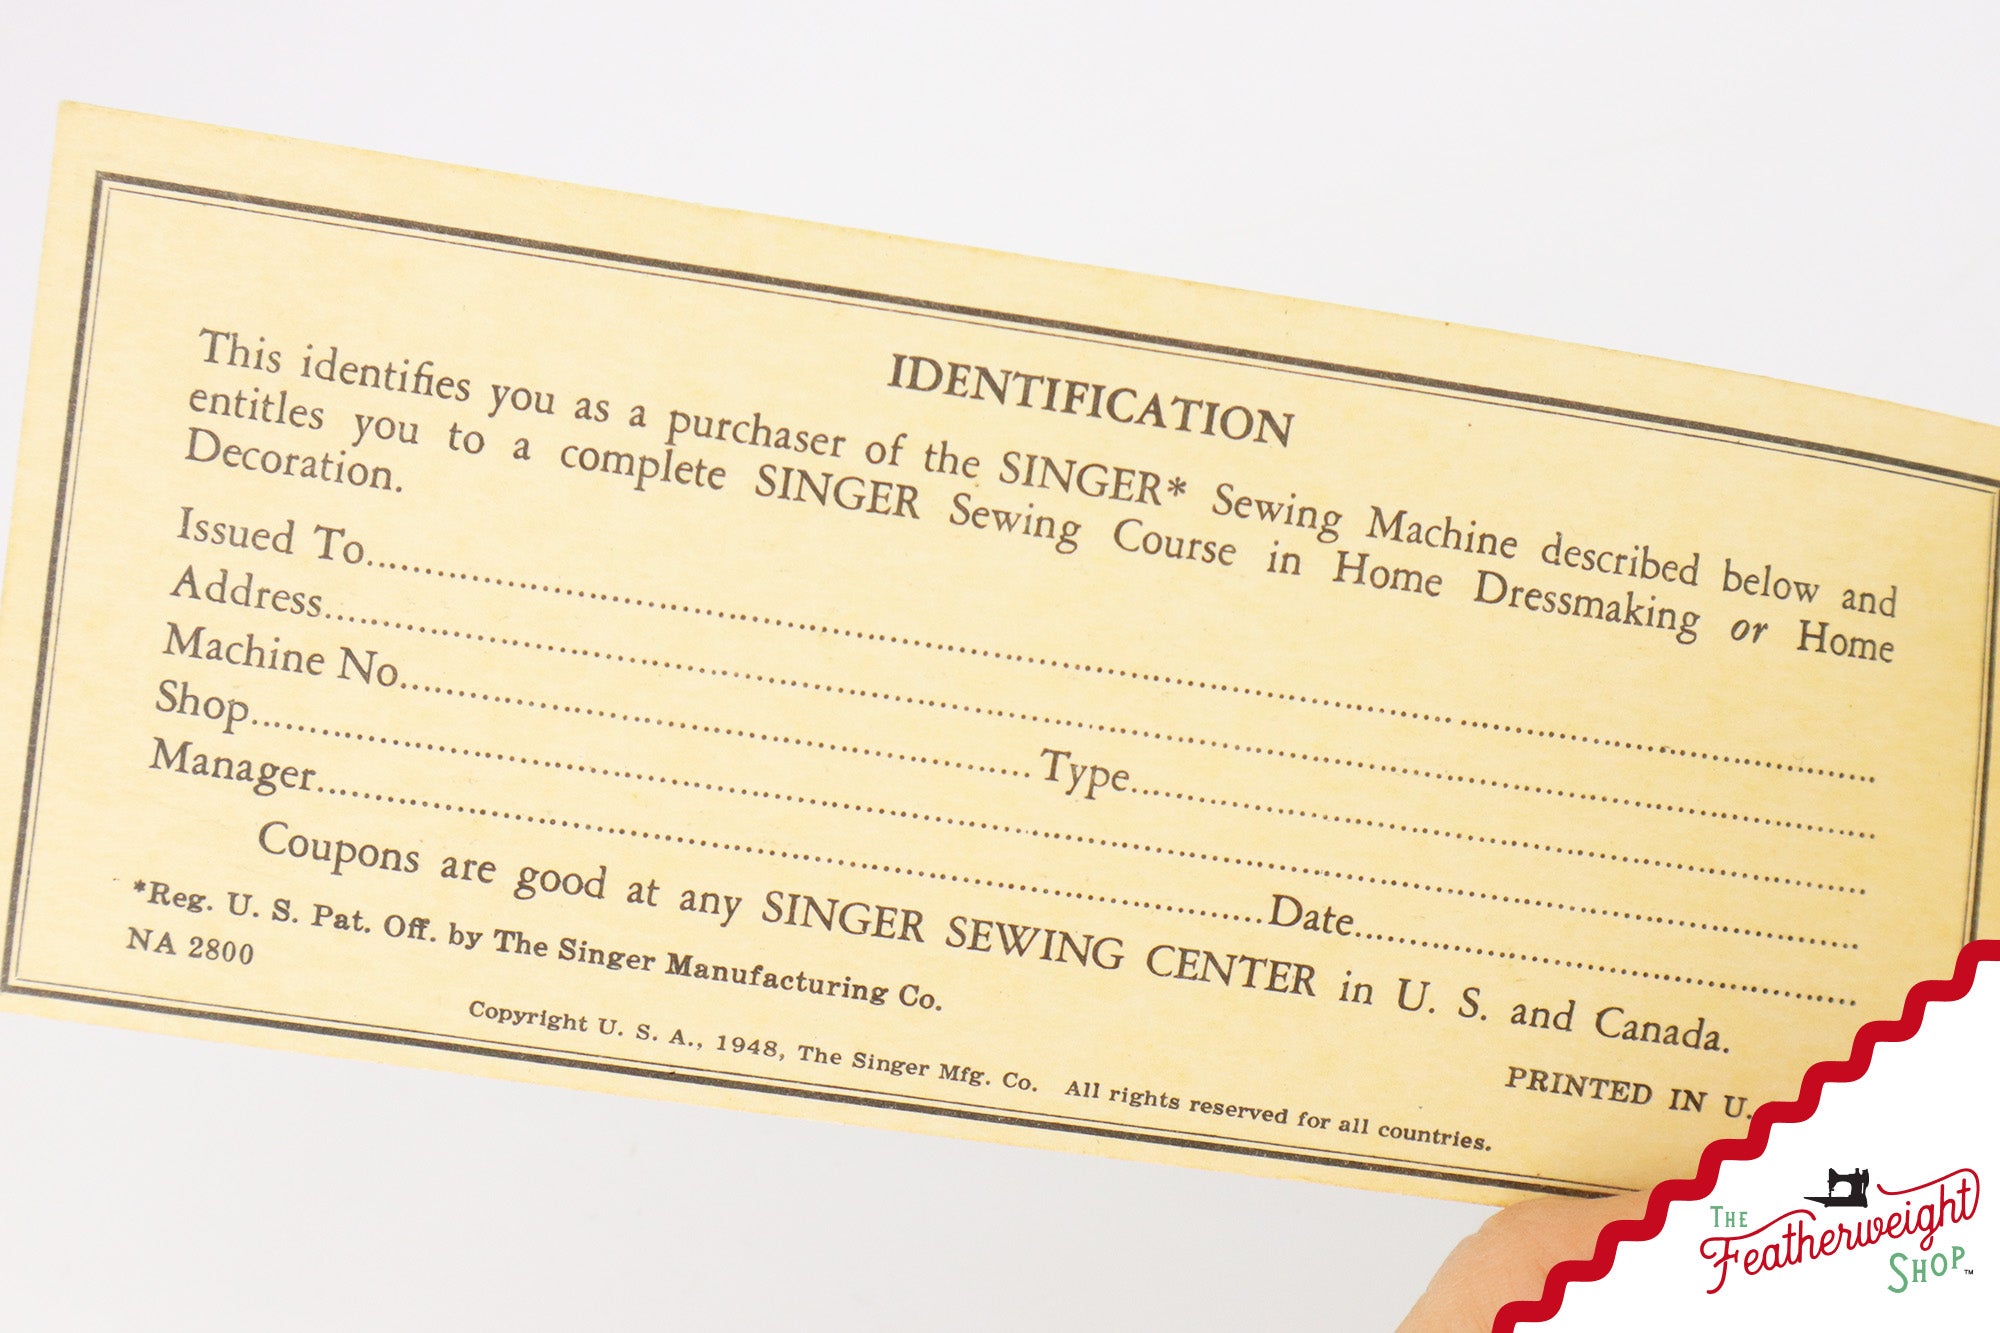 IDENTIFICATION
This identifies you as a purchaser of the SINGER* Sewing Machine described below and
entitles you to a complete SINGER Sewing Course in Home Dressmaking or Home
Decoration.
Issued To
Address
Machine No. Type
Shop
Manager Date
Coupons are good at any SINGER SEWING CENTER in U. S. and Canada.
*Reg. U. S. Pat. Off. by The Singer Manufacturing Co.
NA 2800 PRINTED IN U.
Copyright U. S. A., 1948, The Singer Mfg. Co. All rights reserved for all countries.
THE
Featherweight
SHOP™